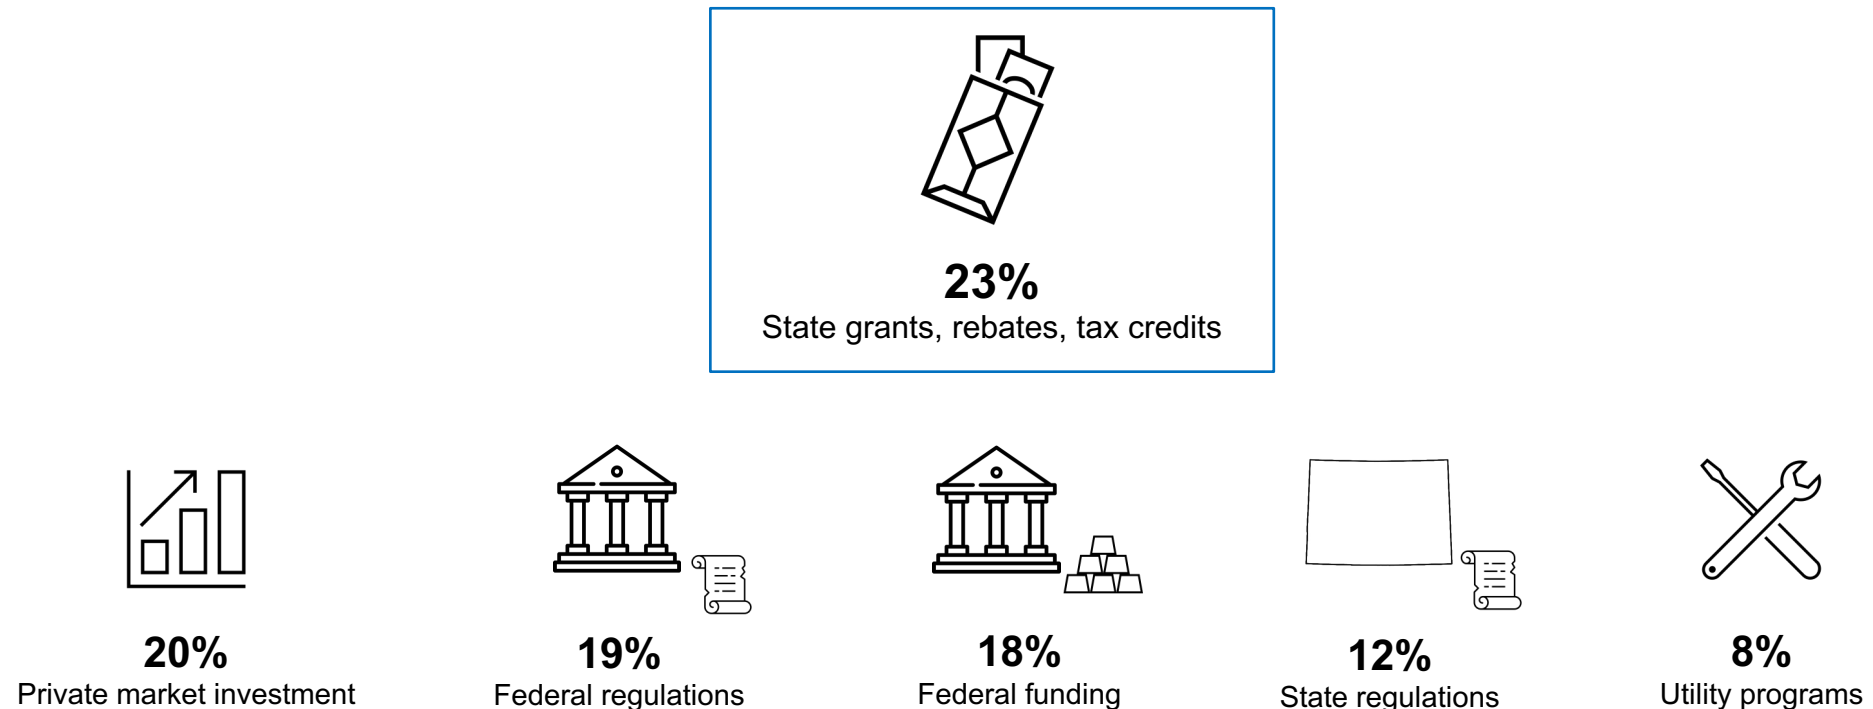 23%
State grants, rebates, tax credits
20%
Private market investment
19%
Federal regulations
18%
Federal funding
12%
State regulations
8%
Utility programs